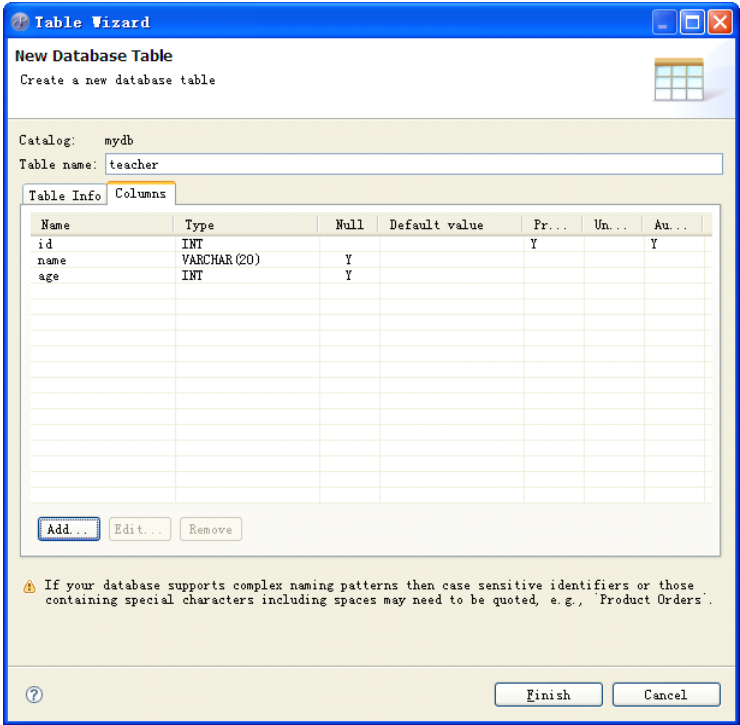 Table Wizard
New Database Table
Create a new database table
Catalog: mydb
Table name: teacher
Table Info Columns
Name Type Null Default value Pr... Un... Au...
id INT Y Y
name VARCHAR(20) Y
age INT Y
Add... Edit... Remove
If your database supports complex naming patterns then case sensitive identifiers or those
containing special characters including spaces may need to be quoted, e.g., `Product Orders`.
? Finish Cancel